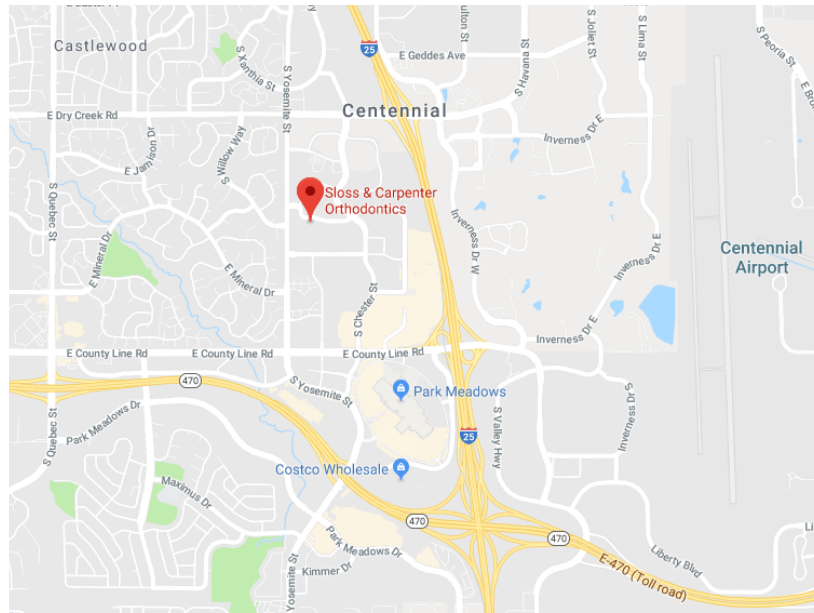 Castlewood
S Xanthia St
S Yosemite St
25
E Geddes Ave
S Havana St
S Joliet St
S Lima St
S Peoria St
E Dry Creek Rd
Centennial
Inverness Dr E
E Jamison Dr
S Willow Way
S Quebec St
Sloss & Carpenter
Orthodontics
Inverness Dr W
Inverness Dr E
Centennial
Airport
E Mineral Dr
E Mineral Dr
S Chester St
Inverness Dr E
E County Line Rd
E County Line Rd
E County Line Rd
470
S Yosemite St
Park Meadows
Park Meadows Dr
S Quebec St
25
S Valley Hwy
Inverness Dr S
Costco Wholesale
Maximus Dr
470
470
Park Meadows Dr
Kimmer Dr
Yosemite St
Liberty Blvd
E-470 (Toll road)